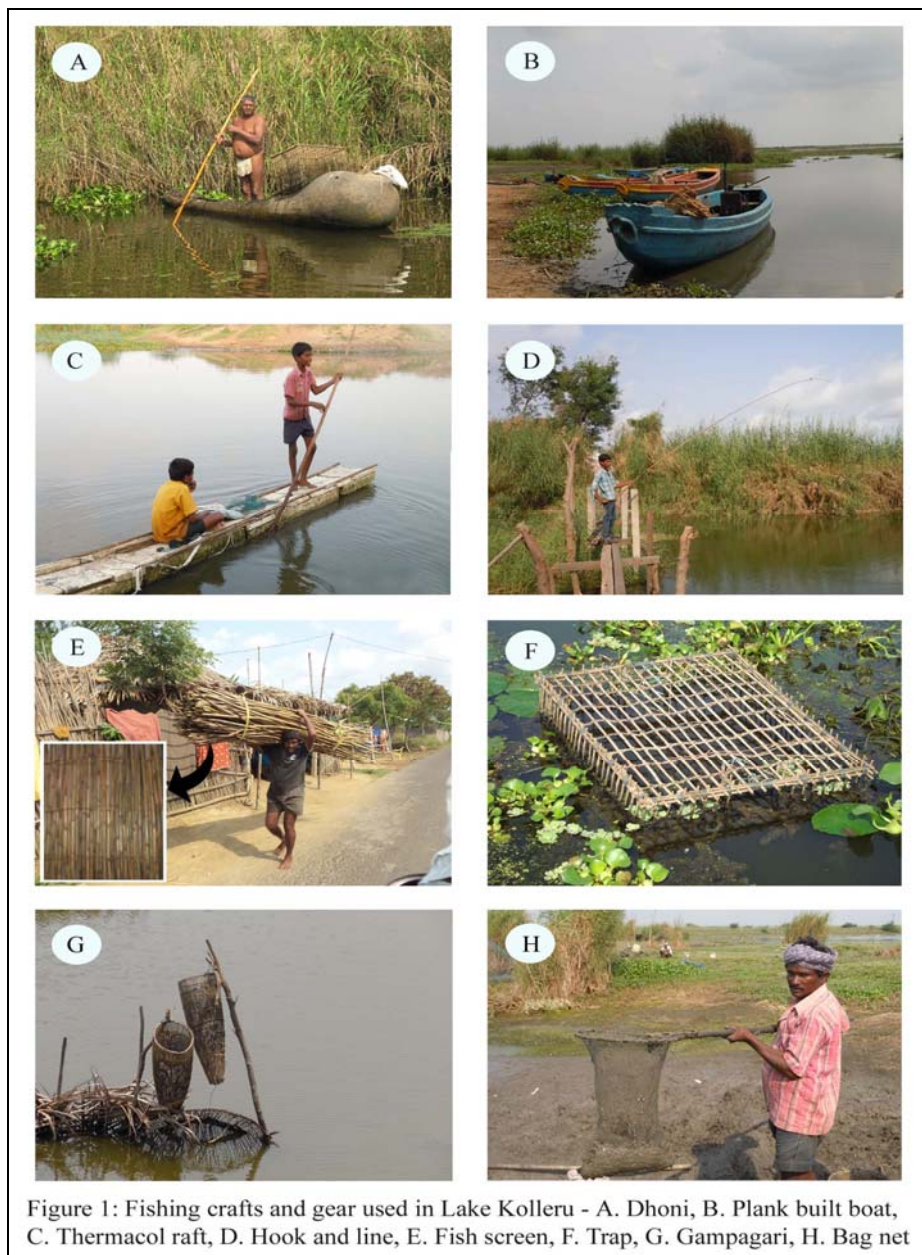 A
B
C
D
E
F
G
H
Figure 1: Fishing crafts and gear used in Lake Kolleru - A. Dhoni, B. Plank built boat,
C. Thermacol raft, D. Hook and line, E. Fish screen, F. Trap, G. Gampagari, H. Bag net